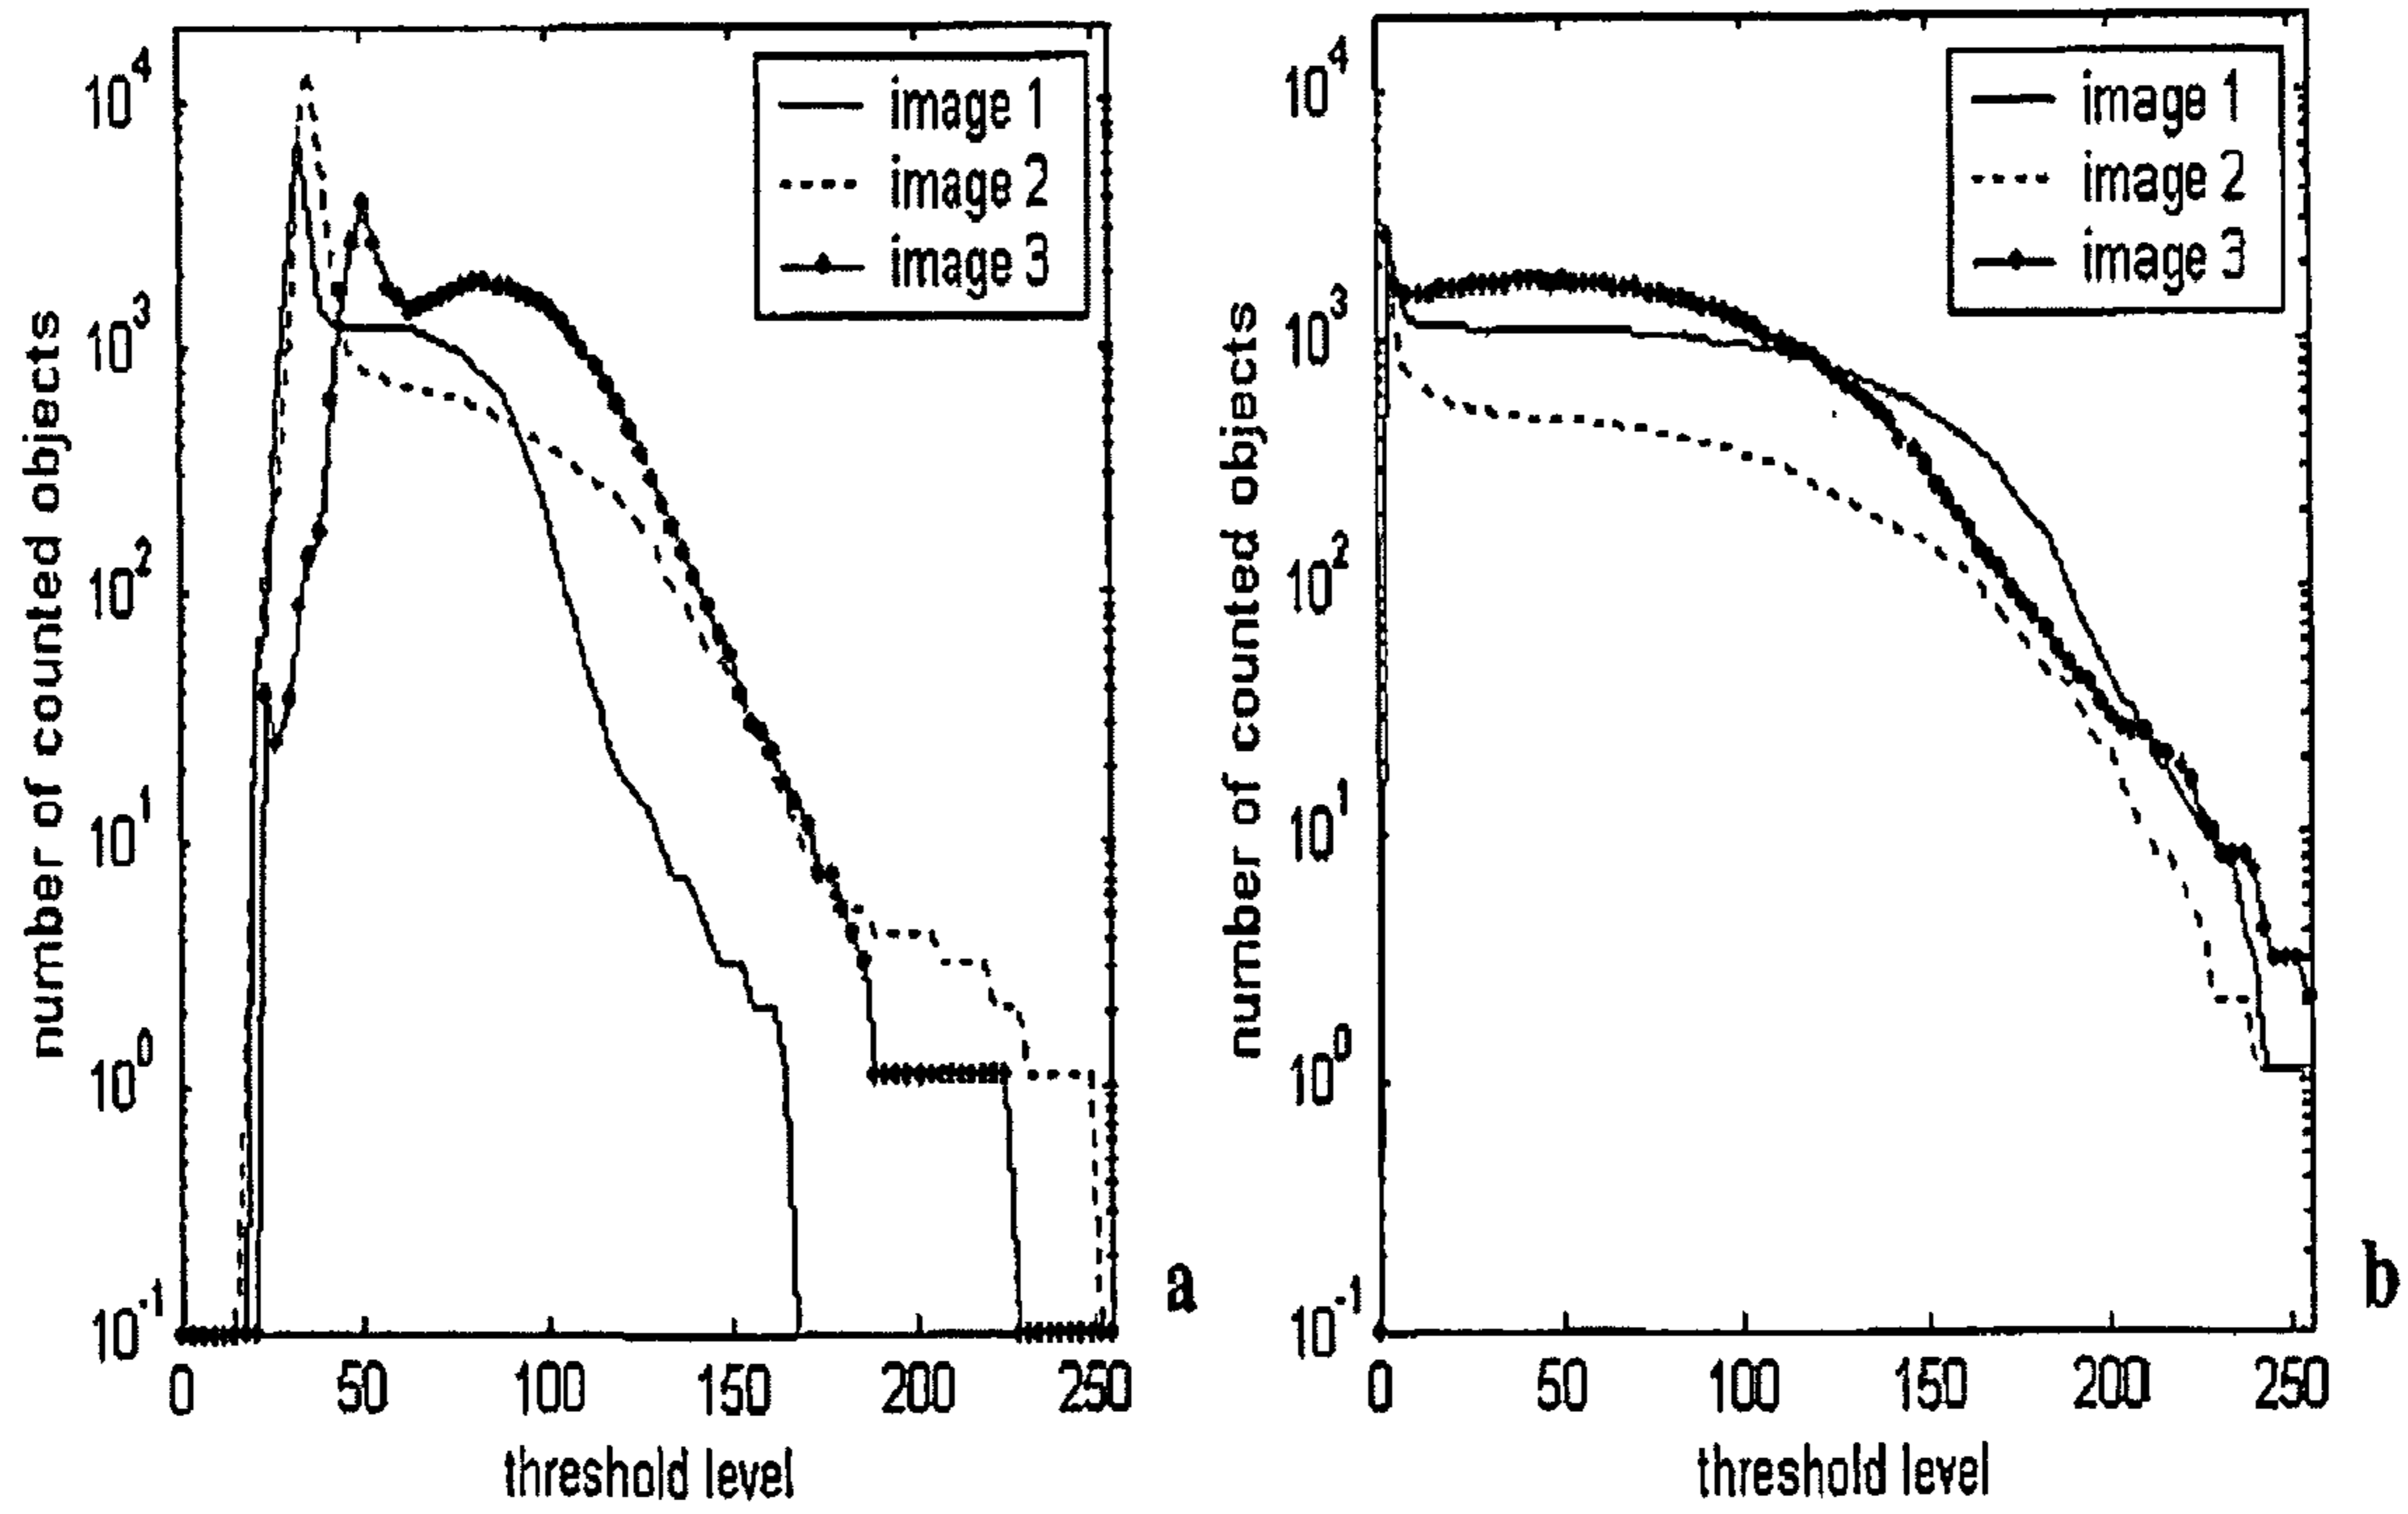 10^4
10^3
10^2
10^1
10^0
10^-1
number of counted objects
image 1
image 2
image 3
0 50 100 150 200 250
threshold level
a
10^4
10^3
10^2
10^1
10^0
10^-1
number of counted objects
image 1
image 2
image 3
0 50 100 150 200 250
threshold level
b